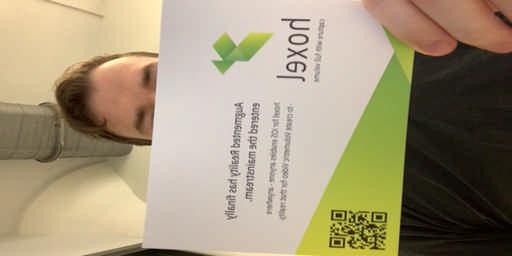 hoxel
capture with full volume
Augmented Reality has finally
entered the mainstream.
Hoxel for iOS enables anyone - anywhere
- to create volumetric video for that reality